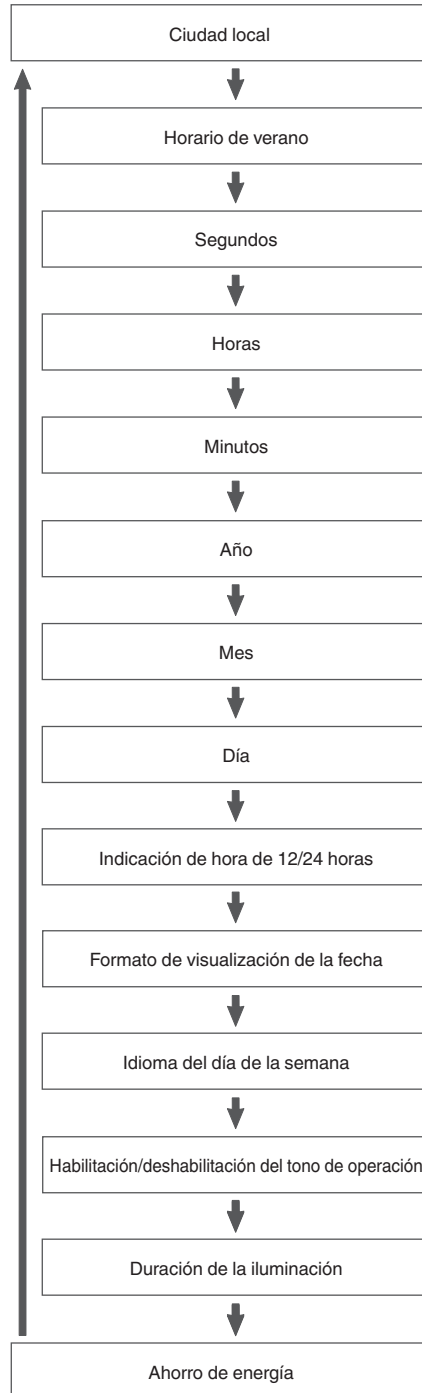 Ciudad local
Horario de verano
Segundos
Horas
Minutos
Año
Mes
Día
Indicación de hora de 12/24 horas
Formato de visualización de la fecha
Idioma del día de la semana
Habilitación/deshabilitación del tono de operación
Duración de la iluminación
Ahorro de energía